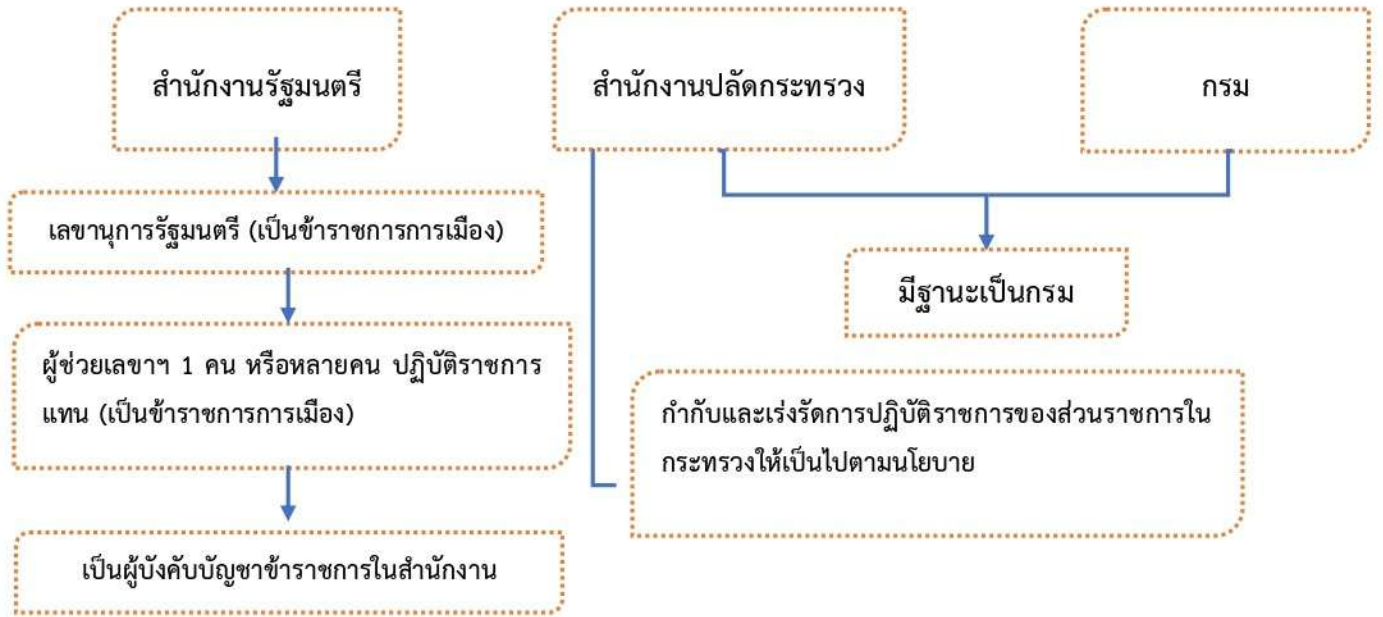 สำนักงานรัฐมนตรี
สำนักงานปลัดกระทรวง
กรม
เลขานุการรัฐมนตรี (เป็นข้าราชการการเมือง)
มีฐานะเป็นกรม
ผู้ช่วยเลขาฯ 1 คน หรือหลายคน ปฏิบัติราชการ
แทน (เป็นข้าราชการการเมือง)
กำกับและเร่งรัดการปฏิบัติราชการของส่วนราชการใน
กระทรวงให้เป็นไปตามนโยบาย
เป็นผู้บังคับบัญชาข้าราชการในสำนักงาน